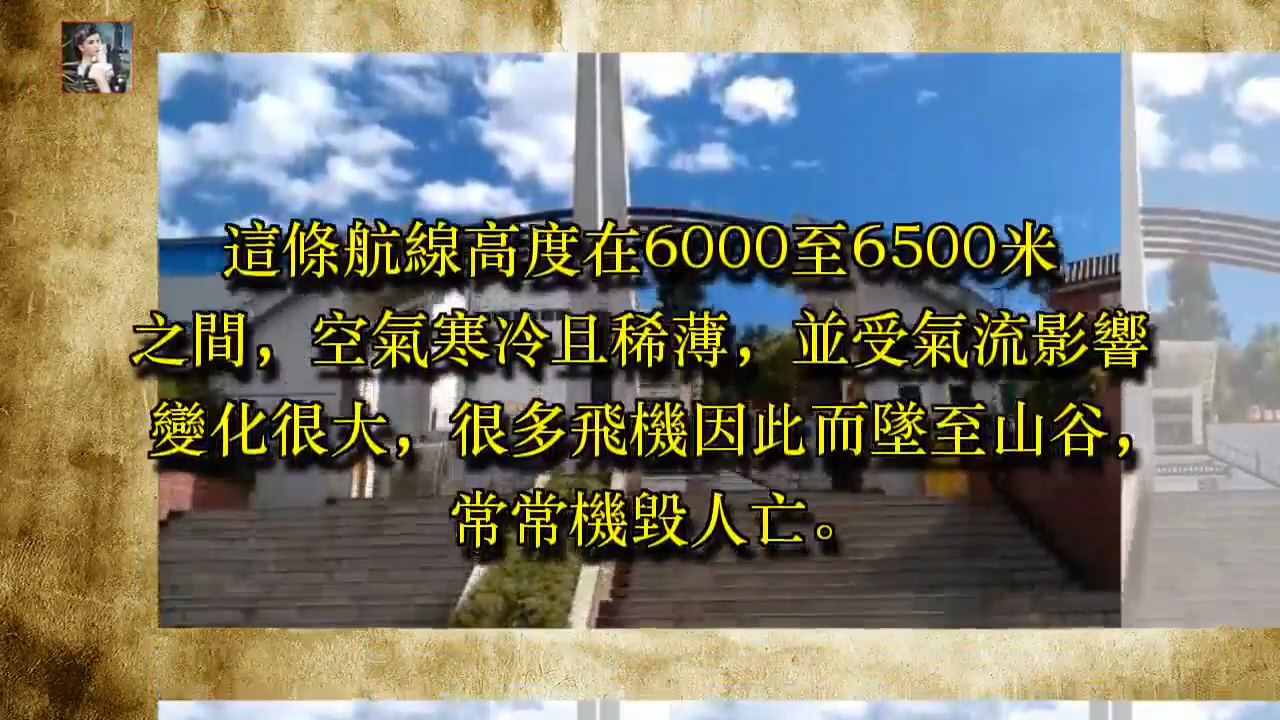 這條航線高度在6000至6500米
之間，空氣寒冷且稀薄，並受氣流影響
變化很大，很多飛機因此而墜至山谷，
常常機毀人亡。